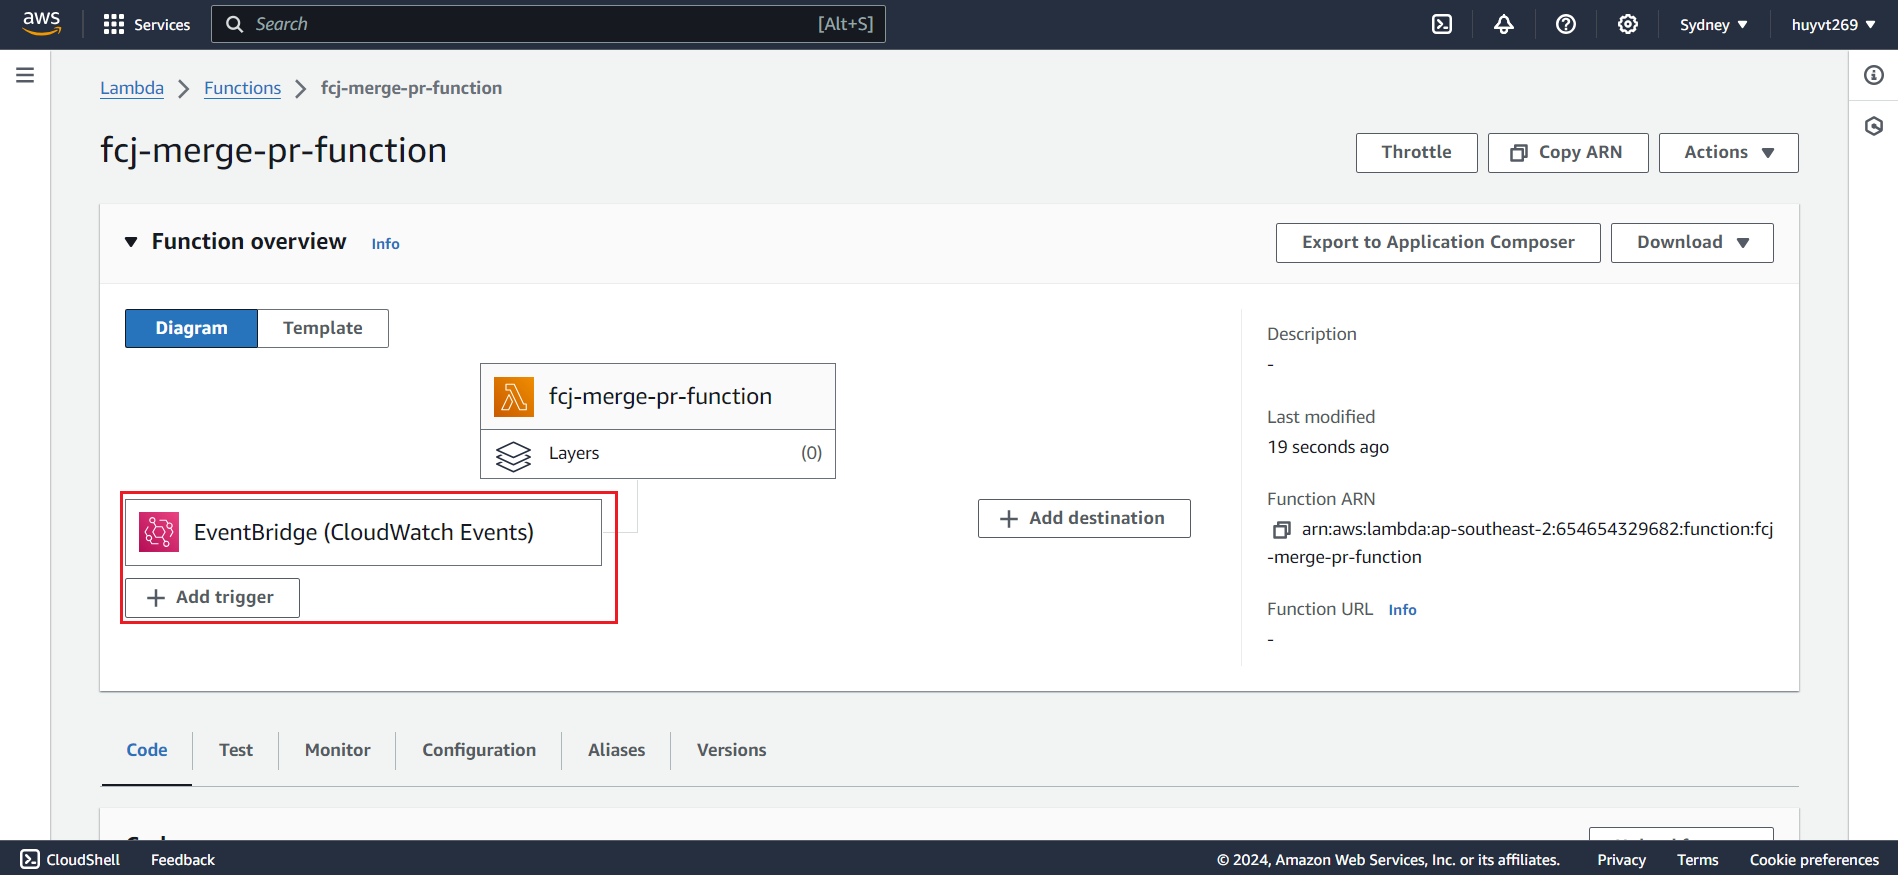 aws
Services
Search
[Alt+S]
Sydney
huyvt269
Lambda
Functions
fcj-merge-pr-function
fcj-merge-pr-function
Throttle
Copy ARN
Actions
Function overview
Info
Export to Application Composer
Download
Diagram
Template
fcj-merge-pr-function
Layers
(0)
EventBridge (CloudWatch Events)
Add trigger
Add destination
Description
-
Last modified
19 seconds ago
Function ARN
arn:aws:lambda:ap-southeast-2:654654329682:function:fcj
-merge-pr-function
Function URL
Info
-
Code
Test
Monitor
Configuration
Aliases
Versions
CloudShell
Feedback
© 2024, Amazon Web Services, Inc. or its affiliates.
Privacy
Terms
Cookie preferences